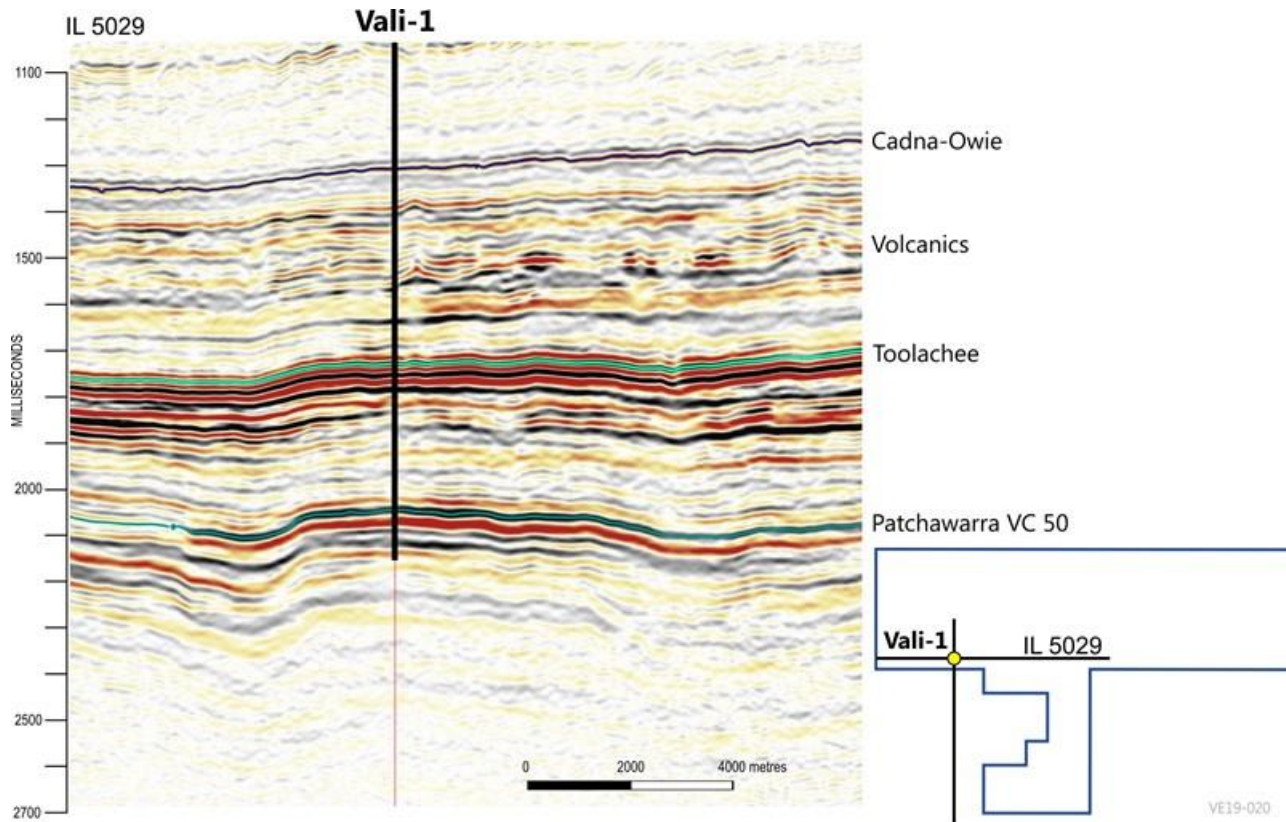 IL 5029
Vali-1
1100
1500
2000
2500
2700
MILLISECONDS
Cadna-Owie
Volcanics
Toolachee
Patchawarra VC 50
0 2000 4000 metres
Vali-1
IL 5029
VE19-020